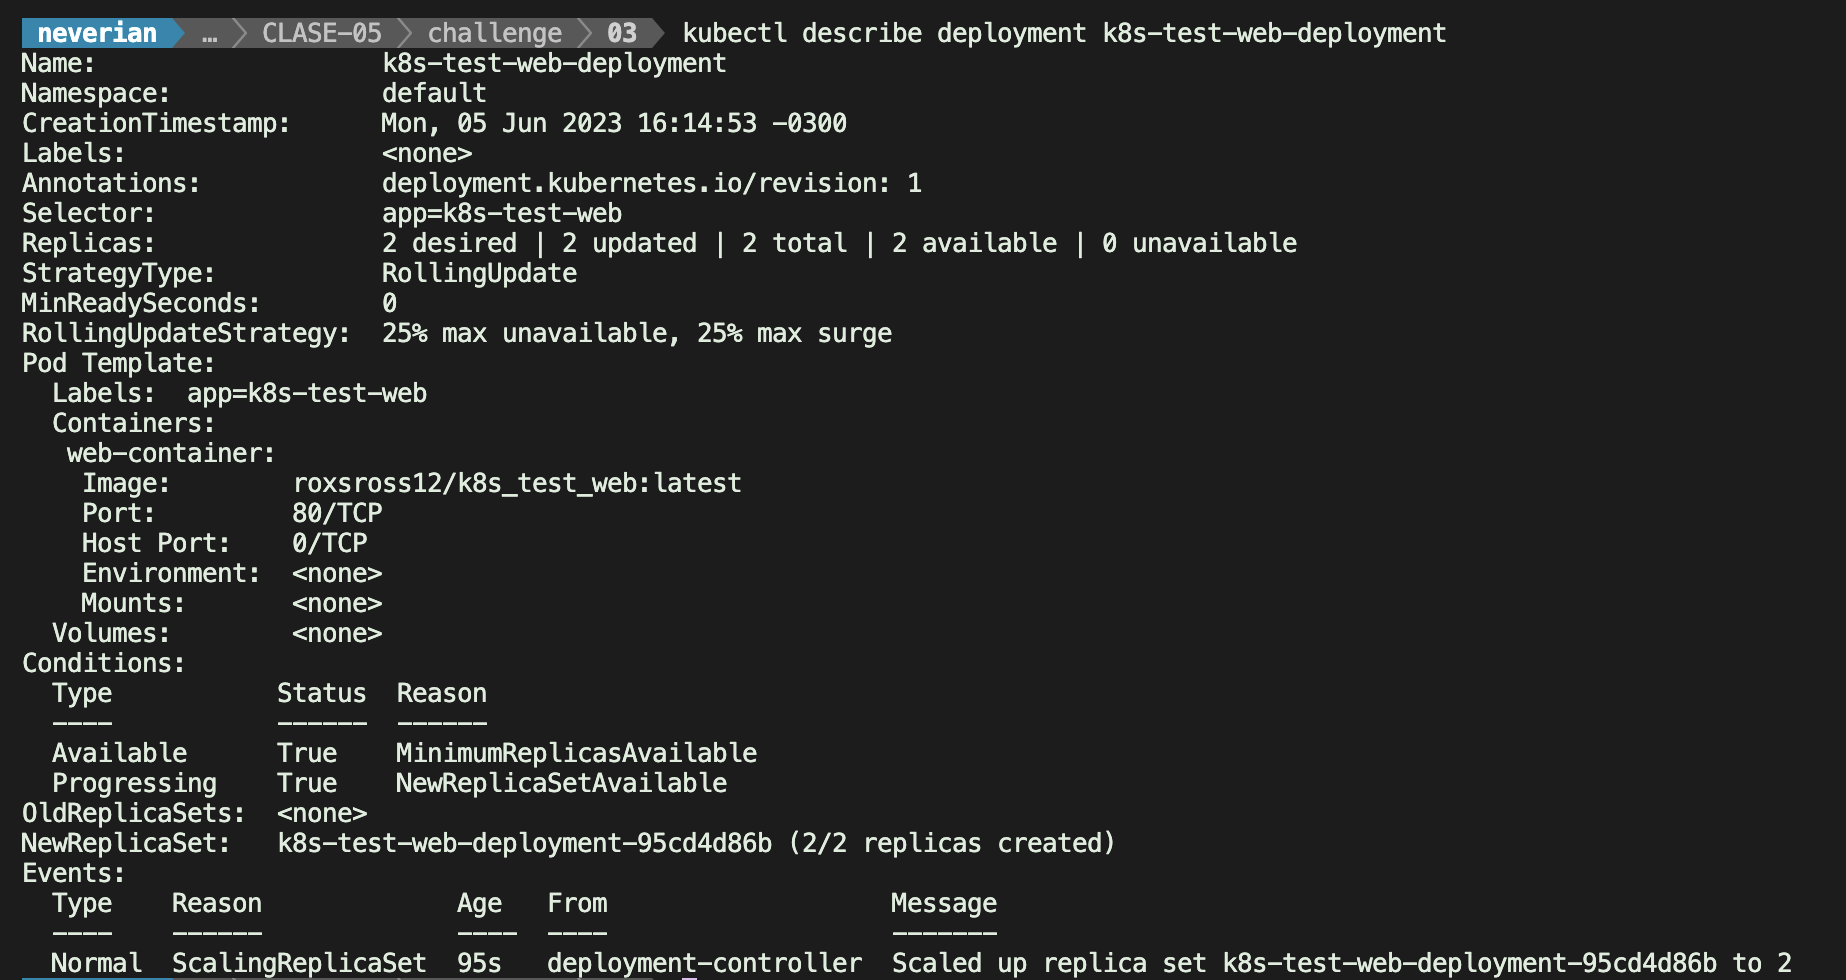 neverian … CLASE-05 challenge 03 kubectl describe deployment k8s-test-web-deployment
Name:                   k8s-test-web-deployment
Namespace:              default
CreationTimestamp:      Mon, 05 Jun 2023 16:14:53 -0300
Labels:                 <none>
Annotations:            deployment.kubernetes.io/revision: 1
Selector:               app=k8s-test-web
Replicas:               2 desired | 2 updated | 2 total | 2 available | 0 unavailable
StrategyType:           RollingUpdate
MinReadySeconds:        0
RollingUpdateStrategy:  25% max unavailable, 25% max surge
Pod Template:
  Labels:  app=k8s-test-web
  Containers:
   web-container:
    Image:        roxsross12/k8s_test_web:latest
    Port:         80/TCP
    Host Port:    0/TCP
    Environment:  <none>
    Mounts:       <none>
  Volumes:        <none>
Conditions:
  Type           Status  Reason
  ----           ------  ------
  Available      True    MinimumReplicasAvailable
  Progressing    True    NewReplicaSetAvailable
OldReplicaSets:  <none>
NewReplicaSet:   k8s-test-web-deployment-95cd4d86b (2/2 replicas created)
Events:
  Type    Reason             Age   From                   Message
  ----    ------             ----  ----                   -------
  Normal  ScalingReplicaSet  95s   deployment-controller  Scaled up replica set k8s-test-web-deployment-95cd4d86b to 2